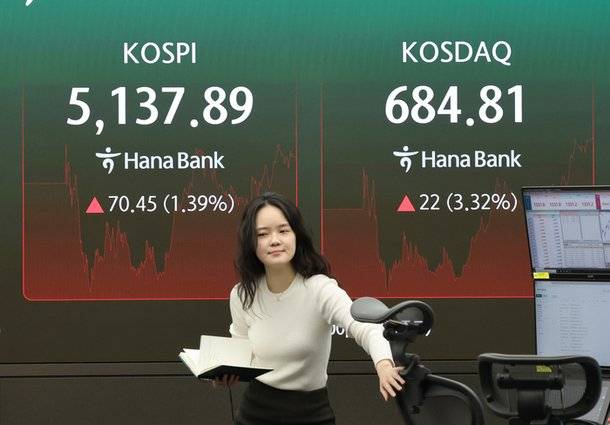 KOSPI
5,137.89
Hana Bank
▲ 70.45 (1.39%)
KOSDAQ
684.81
Hana Bank
▲ 22 (3.32%)